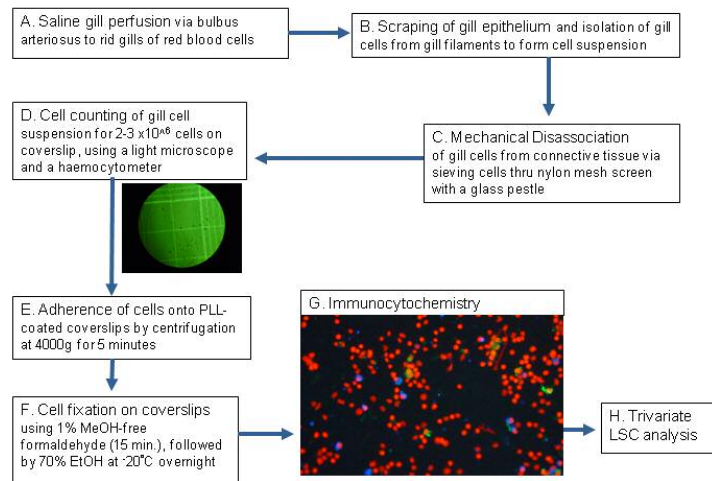 A. Saline gill perfusion via bulbus
arteriosus to rid gills of red blood cells
B. Scraping of gill epithelium and isolation of gill
cells from gill filaments to form cell suspension
C. Mechanical Disassociation
of gill cells from connective tissue via
sieving cells thru nylon mesh screen
with a glass pestle
D. Cell counting of gill cell
suspension for 2-3 x10^6 cells on
coverslip, using a light microscope
and a haemocytometer
E. Adherence of cells onto PLL-
coated coverslips by centrifugation
at 4000g for 5 minutes
F. Cell fixation on coverslips
using 1% MeOH-free
formaldehyde (15 min.), followed
by 70% EtOH at -20°C overnight
G. Immunocytochemistry
H. Trivariate
LSC analysis